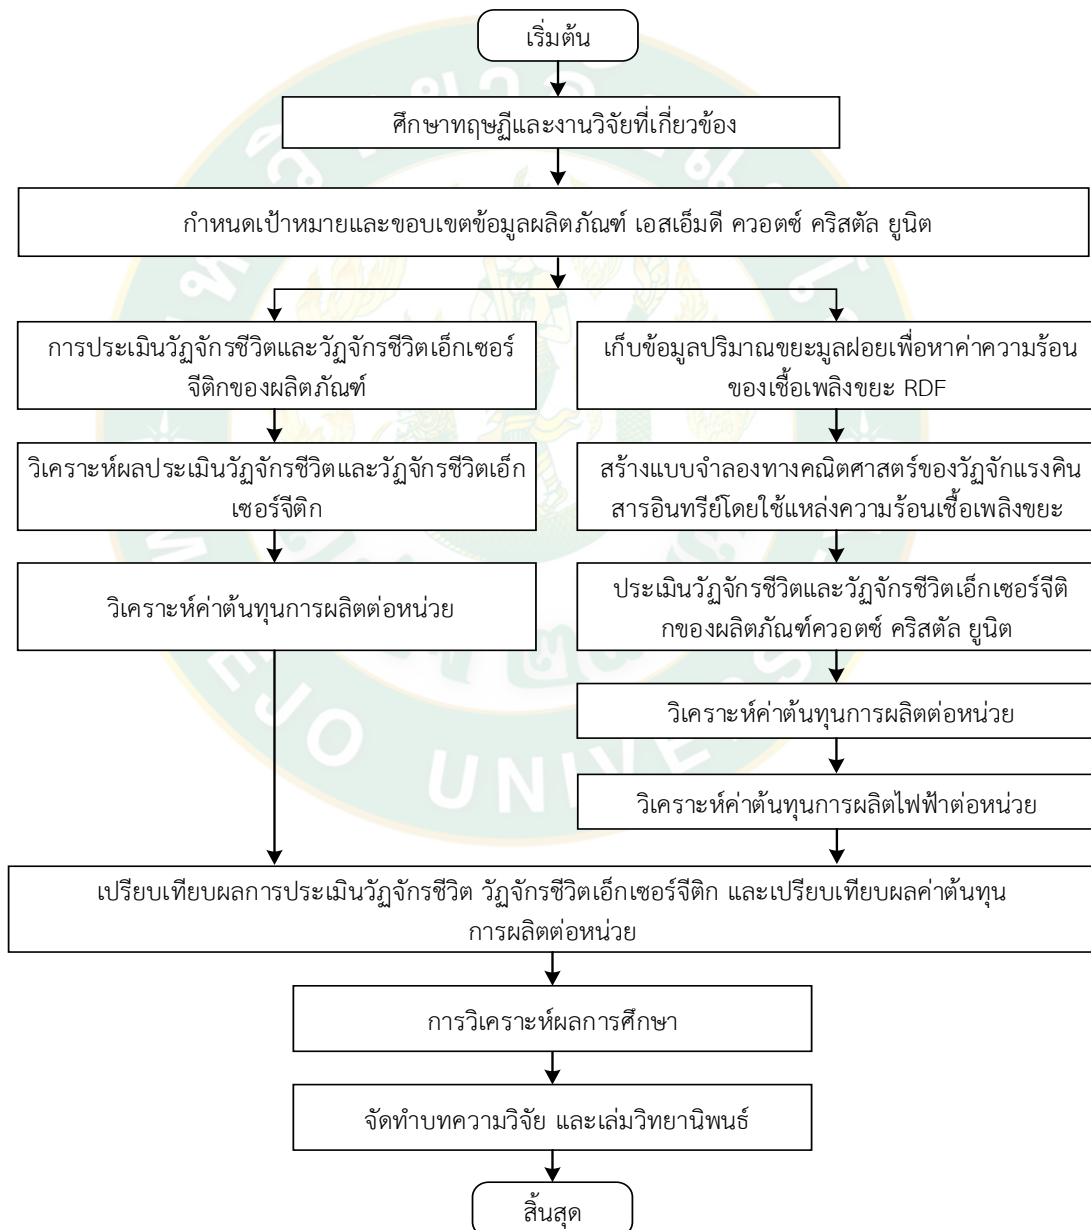 เริ่มต้น
ศึกษาทฤษฎีและงานวิจัยที่เกี่ยวข้อง
กำหนดเป้าหมายและขอบเขตข้อมูลผลิตภัณฑ์ เอสเอ็มดี ควอตซ์ คริสตัล ยูนิต
การประเมินวัฏจักรชีวิตและวัฏจักรชีวิตเอ็กเซอร์
จีติกของผลิตภัณฑ์
วิเคราะห์ผลประเมินวัฏจักรชีวิตและวัฏจักรชีวิตเอ็ก
เซอร์จีติก
วิเคราะห์ค่าต้นทุนการผลิตต่อหน่วย
เก็บข้อมูลปริมาณขยะมูลฝอยเพื่อหาค่าความร้อน
ของเชื้อเพลิงขยะ RDF
สร้างแบบจำลองทางคณิตศาสตร์ของวัฏจักแรงคิน
สารอินทรีย์โดยใช้แหล่งความร้อนเชื้อเพลิงขยะ
ประเมินวัฏจักรชีวิตและวัฏจักรชีวิตเอ็กเซอร์จีติ
กของผลิตภัณฑ์ควอตซ์ คริสตัล ยูนิต
วิเคราะห์ค่าต้นทุนการผลิตต่อหน่วย
วิเคราะห์ค่าต้นทุนการผลิตไฟฟ้าต่อหน่วย
เปรียบเทียบผลการประเมินวัฏจักรชีวิต วัฏจักรชีวิตเอ็กเซอร์จีติก และเปรียบเทียบผลค่าต้นทุน
การผลิตต่อหน่วย
การวิเคราะห์ผลการศึกษา
จัดทำบทความวิจัย และเล่มวิทยานิพนธ์
สิ้นสุด